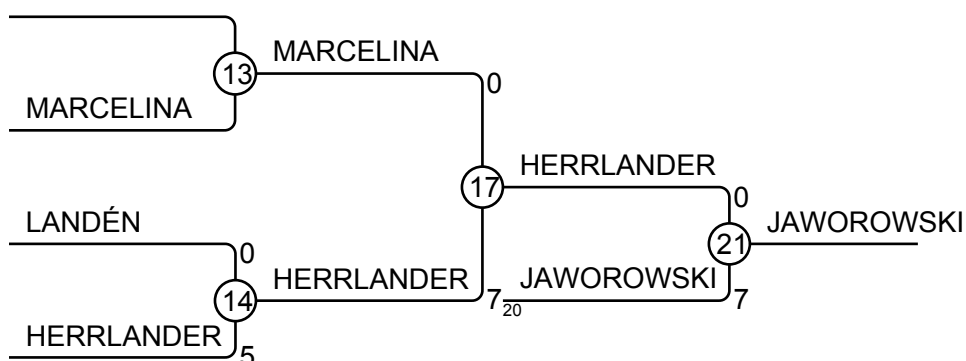 MARCELINA
0
13
MARCELINA
HERRLANDER
0
17
LANDÉN
0
JAWOROWSKI
21
HERRLANDER
7
20
JAWOROWSKI
7
14
HERRLANDER
5